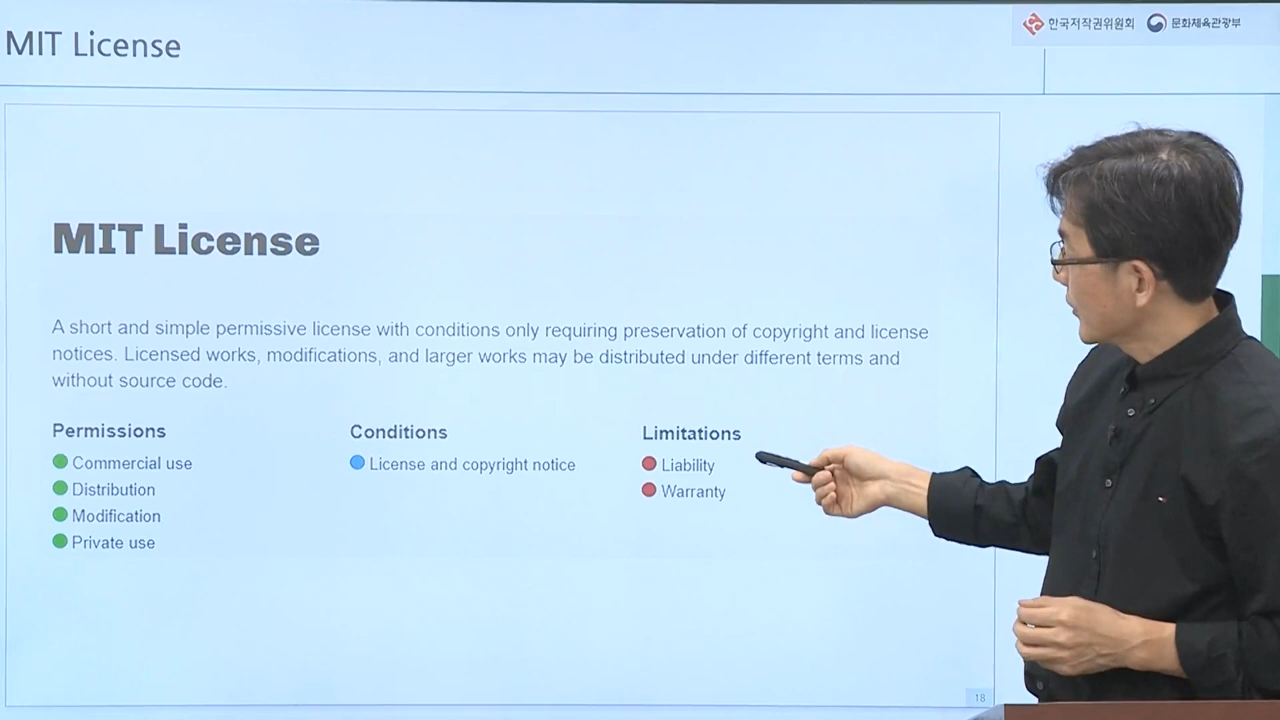 MIT License
한국저작권위원회 문화체육관광부
MIT License
A short and simple permissive license with conditions only requiring preservation of copyright and license
notices. Licensed works, modifications, and larger works may be distributed under different terms and
without source code.
Permissions
Commercial use
Distribution
Modification
Private use
Conditions
License and copyright notice
Limitations
Liability
Warranty
18